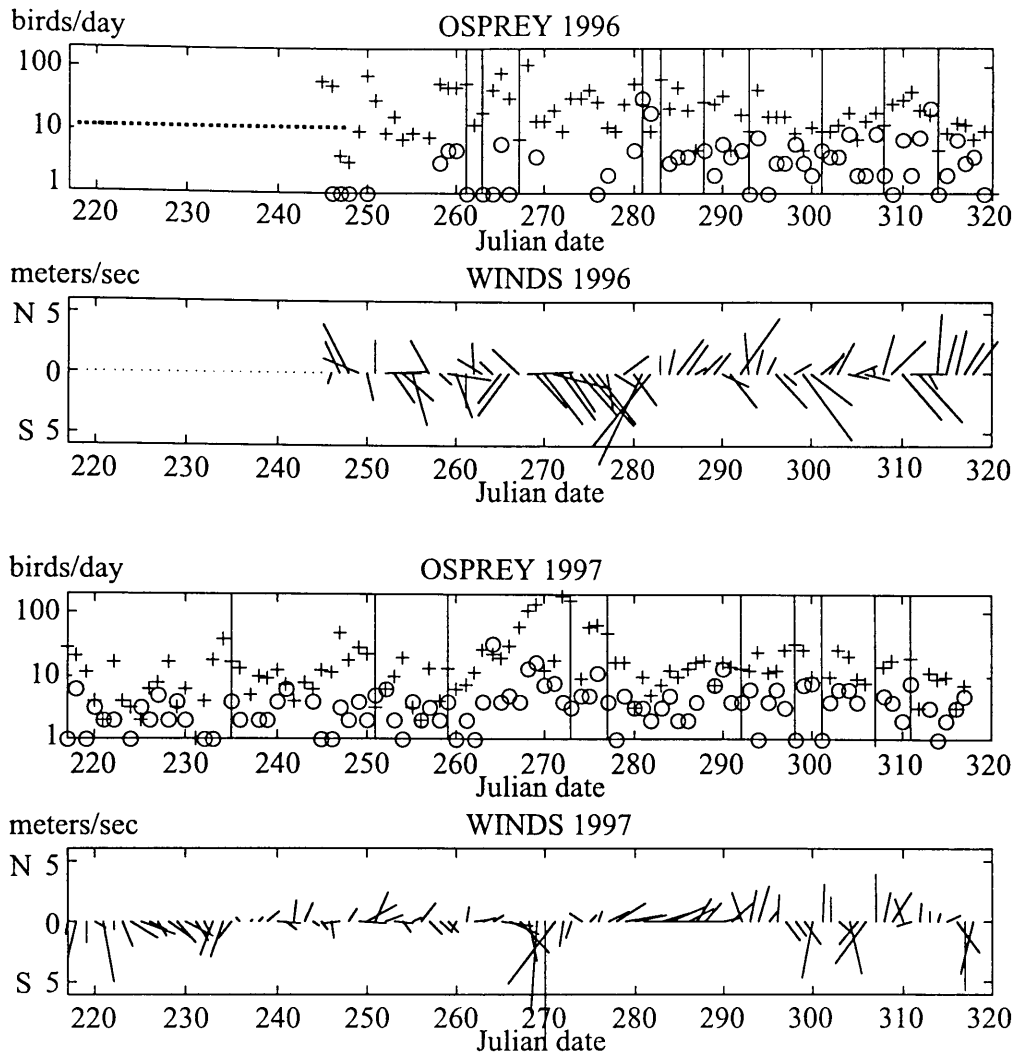 birds/day
OSPREY 1996
100
10
1
220 230 240 250 260 270 280 290 300 310 320
Julian date
meters/sec
WINDS 1996
N 5
0
S 5
220 230 240 250 260 270 280 290 300 310 320
Julian date
birds/day
OSPREY 1997
100
10
1
220 230 240 250 260 270 280 290 300 310 320
Julian date
meters/sec
WINDS 1997
N 5
0
S 5
220 230 240 250 260 270 280 290 300 310 320
Julian date